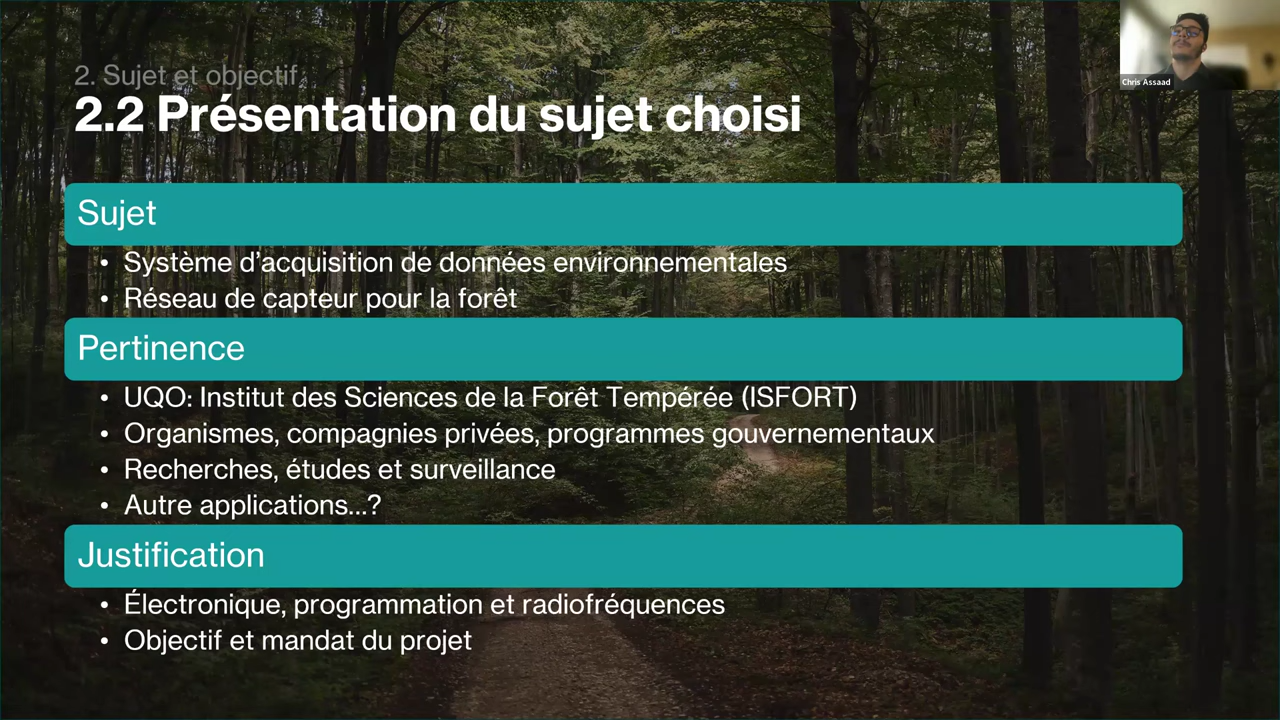 2. Sujet et objectif
2.2 Présentation du sujet choisi
Chris Assaad
Sujet
• Système d’acquisition de données environnementales
• Réseau de capteur pour la forêt
Pertinence
• UQO: Institut des Sciences de la Forêt Tempérée (ISFORT)
• Organismes, compagnies privées, programmes gouvernementaux
• Recherches, études et surveillance
• Autre applications...?
Justification
• Électronique, programmation et radiofréquences
• Objectif et mandat du projet